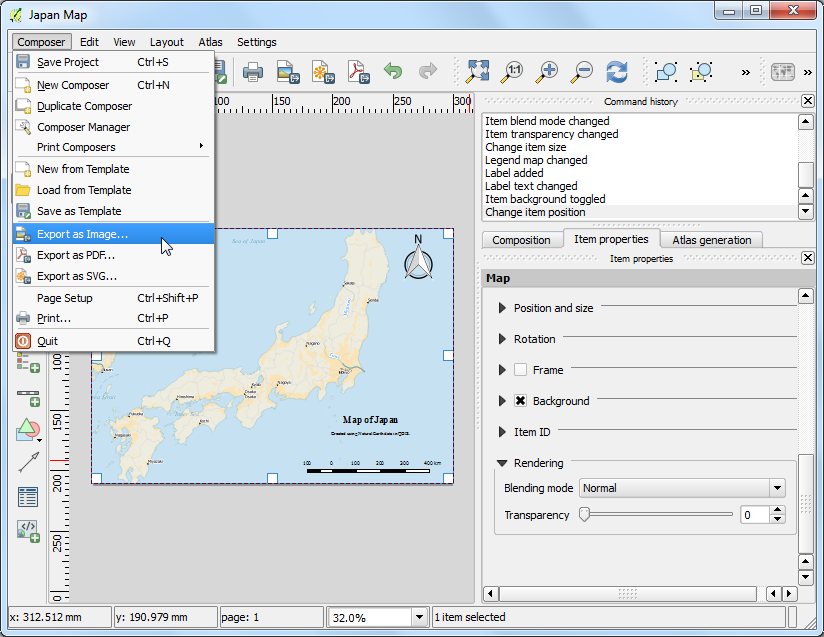 Japan Map
Composer Edit View Layout Atlas Settings
Save Project Ctrl+S
New Composer Ctrl+N
Duplicate Composer
Composer Manager
Print Composers
New from Template
Load from Template
Save as Template
Export as Image...
Export as PDF...
Export as SVG...
Page Setup Ctrl+Shift+P
Print... Ctrl+P
Quit Ctrl+Q
1:1
» »
100 150 200 250 300
100
150
200
250
Sea of Japan
N
Map of Japan
Created using Natural Earth data in QGIS.
100 0 100 200 300 400 km
Command history
Item blend mode changed
Item transparency changed
Change item size
Legend map changed
Label added
Label text changed
Item background toggled
Change item position
Composition Item properties Atlas generation
Item properties
Map
Position and size
Rotation
Frame
Background
Item ID
Rendering
Blending mode Normal
Transparency 0
x: 312.512 mm y: 190.979 mm page: 1 32.0% 1 item selected